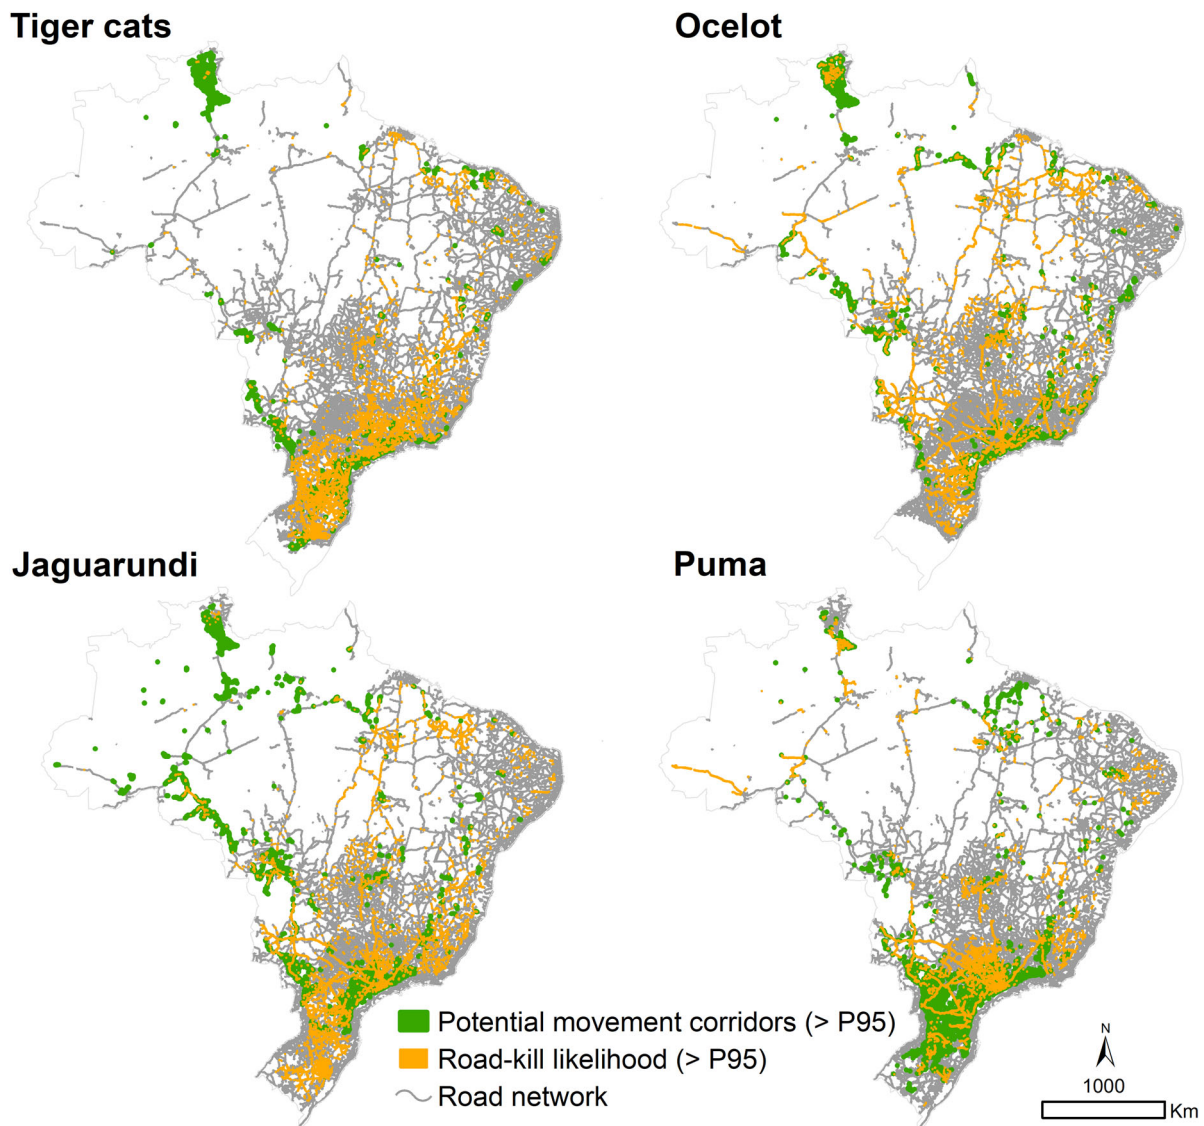 Tiger cats
Ocelot
Jaguarundi
Puma
Potential movement corridors (> P95)
Road-kill likelihood (> P95)
Road network
N
1000
Km